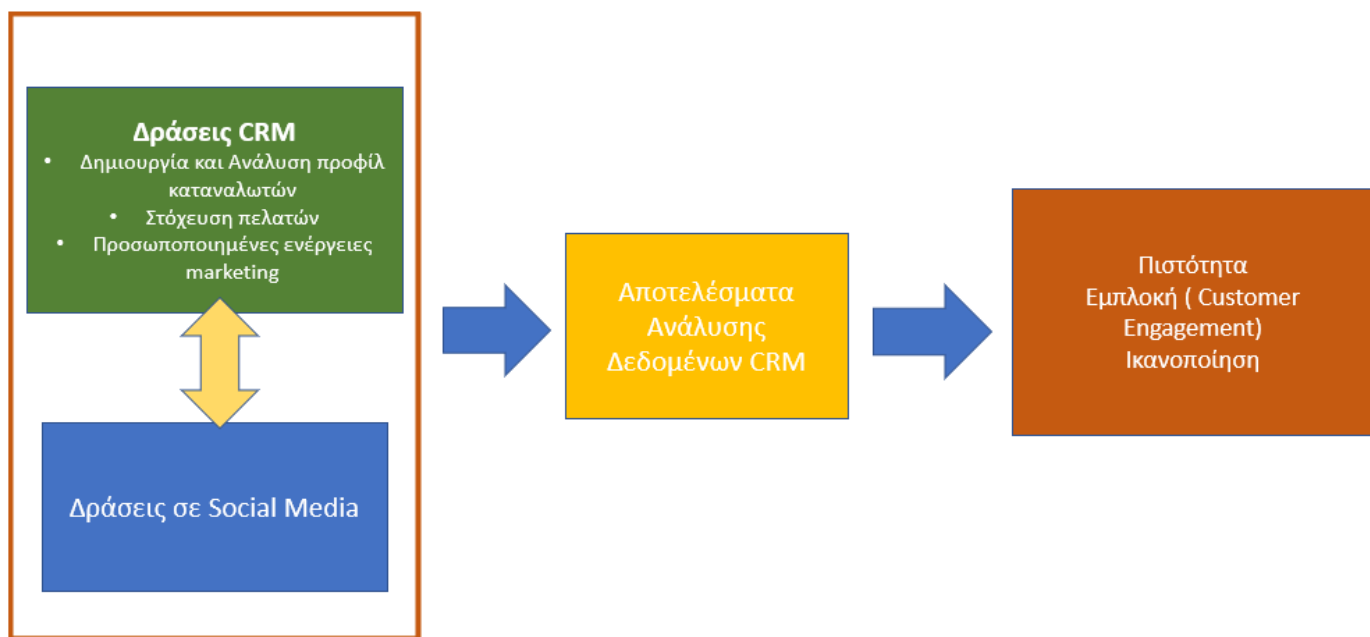 Δράσεις CRM
• Δημιουργία και Ανάλυση προφίλ
καταναλωτών
• Στόχευση πελατών
• Προσωποποιημένες ενέργειες
marketing
Δράσεις σε Social Media
Αποτελέσματα
Ανάλυσης
Δεδομένων CRM
Πιστότητα
Εμπλοκή ( Customer
Engagement)
Ικανοποίηση